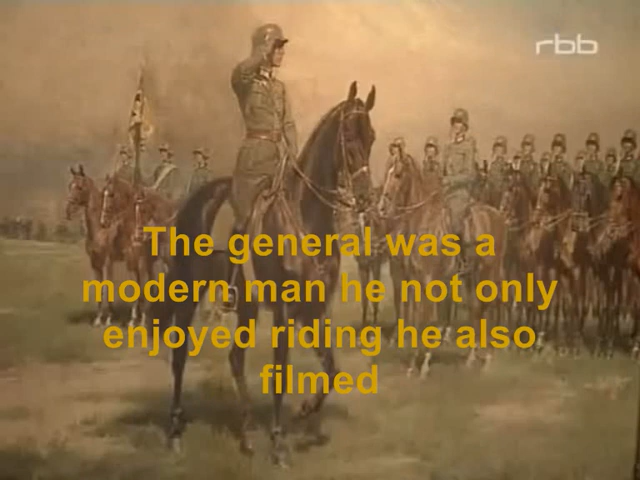 rbb
The general was a
modern man he not only
enjoyed riding he also
filmed